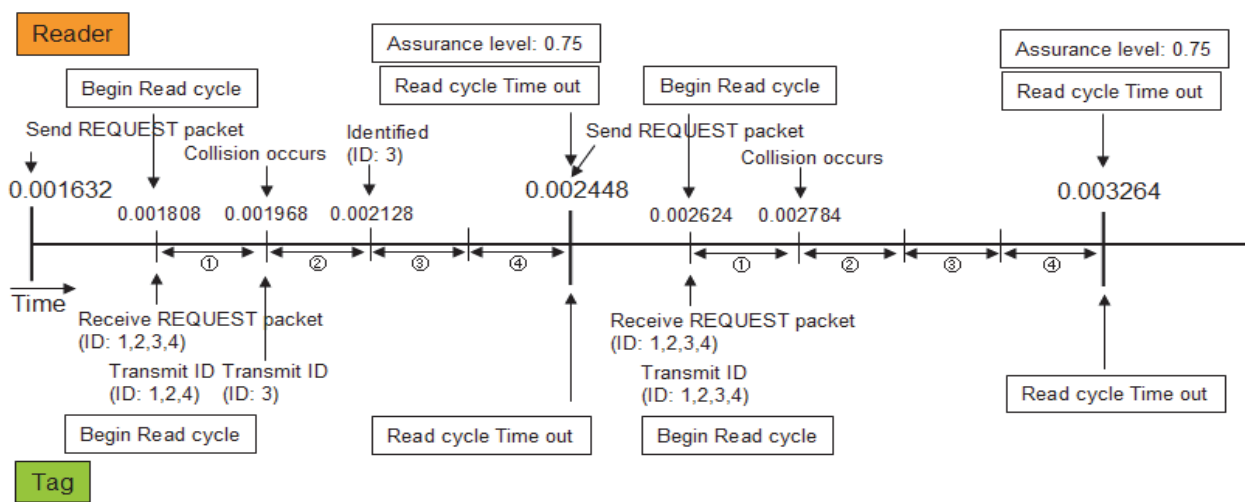 Reader
Assurance level: 0.75
Assurance level: 0.75
Begin Read cycle
Read cycle Time out
Begin Read cycle
Read cycle Time out
Send REQUEST packet
Identified
(ID: 3)
Send REQUEST packet
Collision occurs
Collision occurs
0.001632
0.002448
0.003264
0.001808
0.001968
0.002128
0.002624
0.002784
①
②
③
④
①
②
③
④
Time
Receive REQUEST packet
(ID: 1,2,3,4)
Receive REQUEST packet
(ID: 1,2,3,4)
Transmit ID
(ID: 1,2,4)
Transmit ID
(ID: 3)
Transmit ID
(ID: 1,2,3,4)
Read cycle Time out
Begin Read cycle
Read cycle Time out
Begin Read cycle
Tag